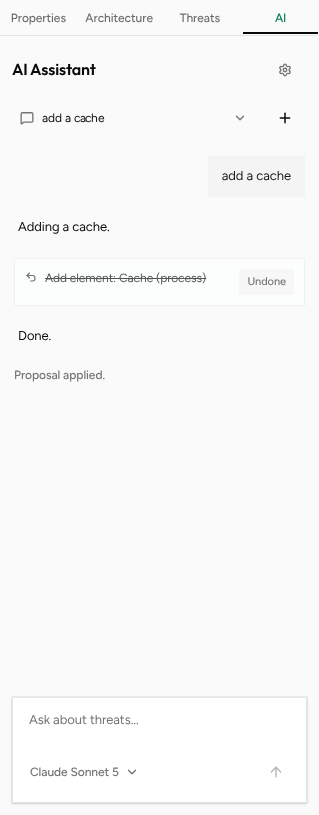 Properties Architecture Threats AI
AI Assistant
add a cache
add a cache
Adding a cache.
Add element: Cache (process) Undone
Done.
Proposal applied.
Ask about threats...
Claude Sonnet 5